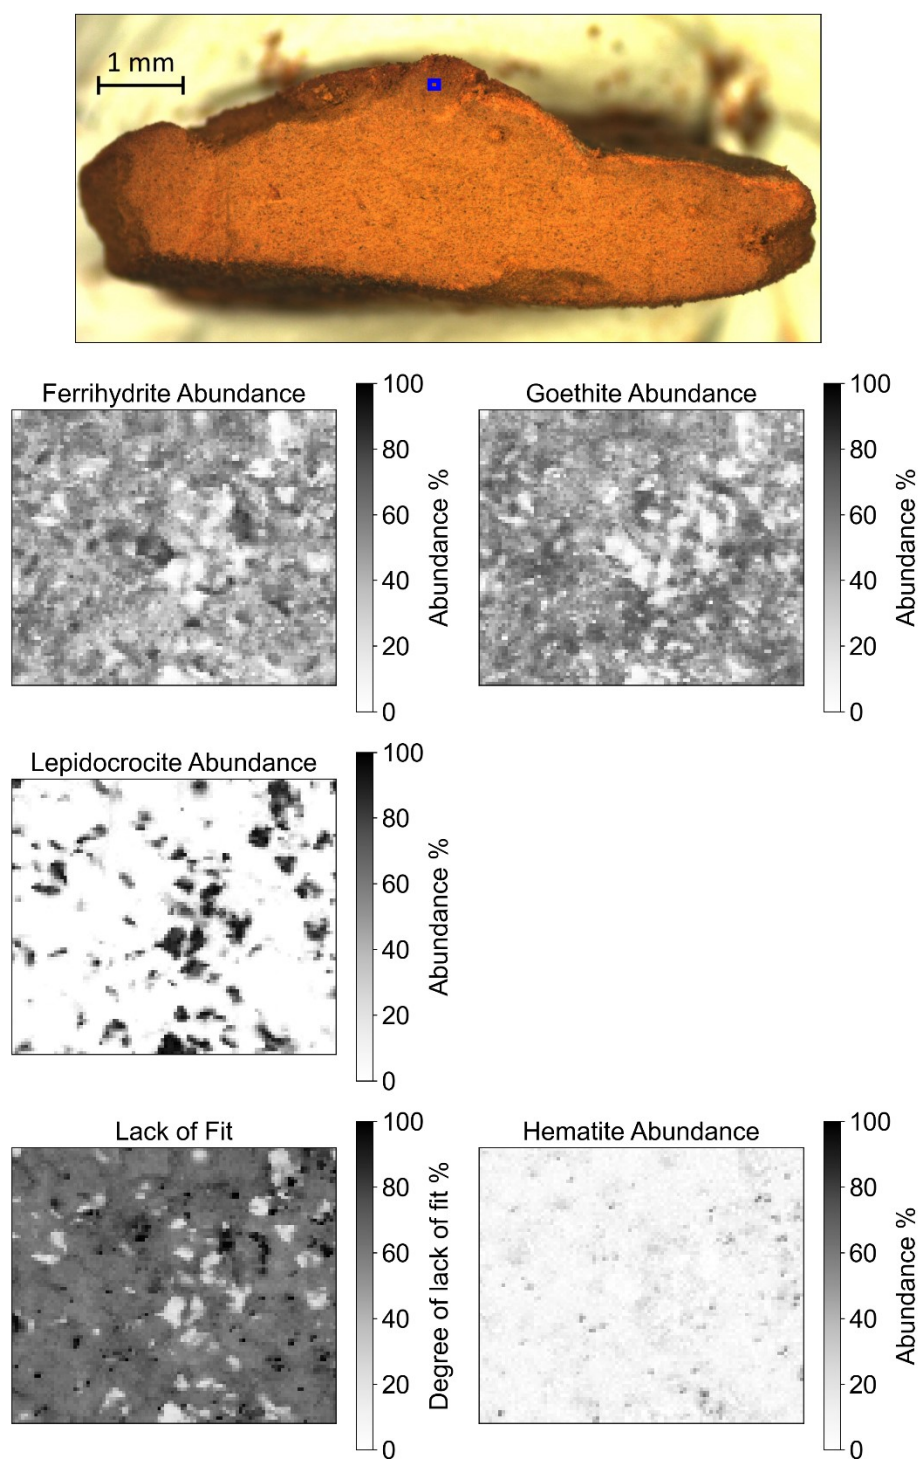 1 mm
Ferrihydrite Abundance
100
80
60
40
20
0
Abundance %
Goethite Abundance
100
80
60
40
20
0
Abundance %
Lepidocrocite Abundance
100
80
60
40
20
0
Abundance %
Lack of Fit
100
80
60
40
20
0
Degree of lack of fit %
Hematite Abundance
100
80
60
40
20
0
Abundance %